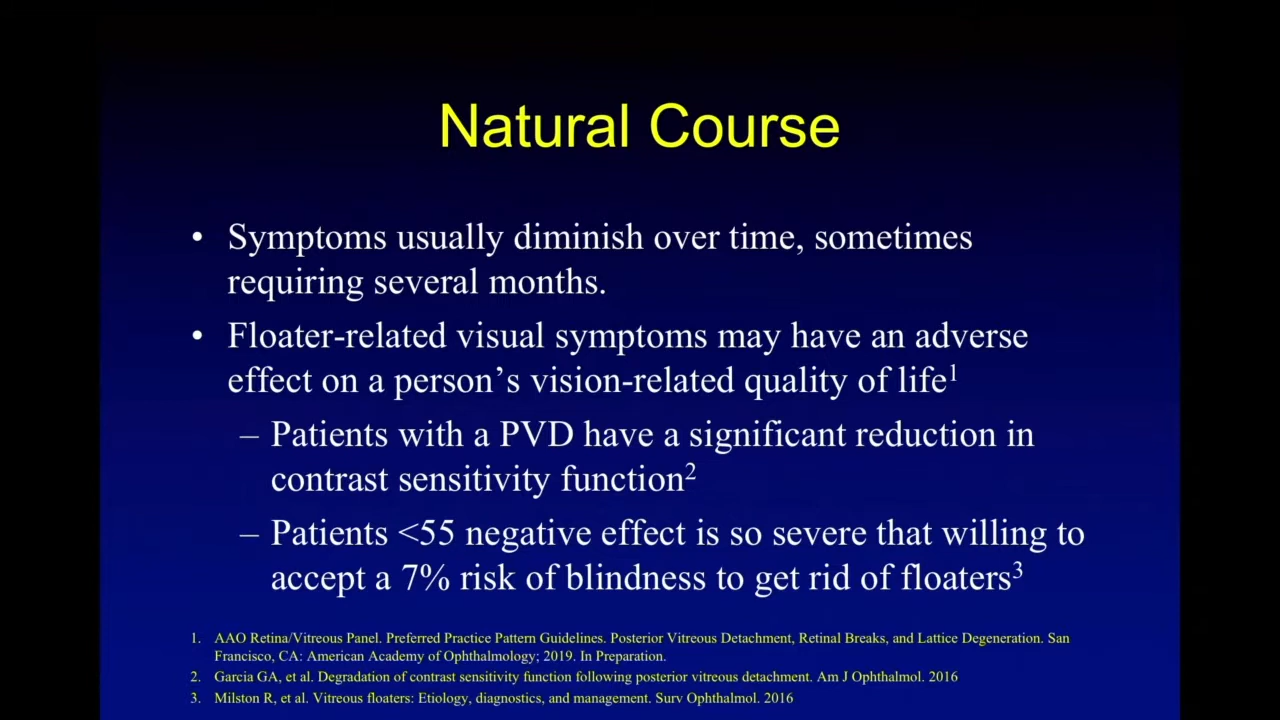 Natural Course
• Symptoms usually diminish over time, sometimes
requiring several months.
• Floater-related visual symptoms may have an adverse
effect on a person’s vision-related quality of life1
– Patients with a PVD have a significant reduction in
contrast sensitivity function2
– Patients <55 negative effect is so severe that willing to
accept a 7% risk of blindness to get rid of floaters3
1. AAO Retina/Vitreous Panel. Preferred Practice Pattern Guidelines. Posterior Vitreous Detachment, Retinal Breaks, and Lattice Degeneration. San
Francisco, CA: American Academy of Ophthalmology; 2019. In Preparation.
2. Garcia GA, et al. Degradation of contrast sensitivity function following posterior vitreous detachment. Am J Ophthalmol. 2016
3. Milston R, et al. Vitreous floaters: Etiology, diagnostics, and management. Surv Ophthalmol. 2016